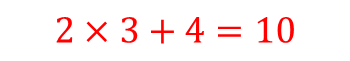 2 × 3 + 4 = 10